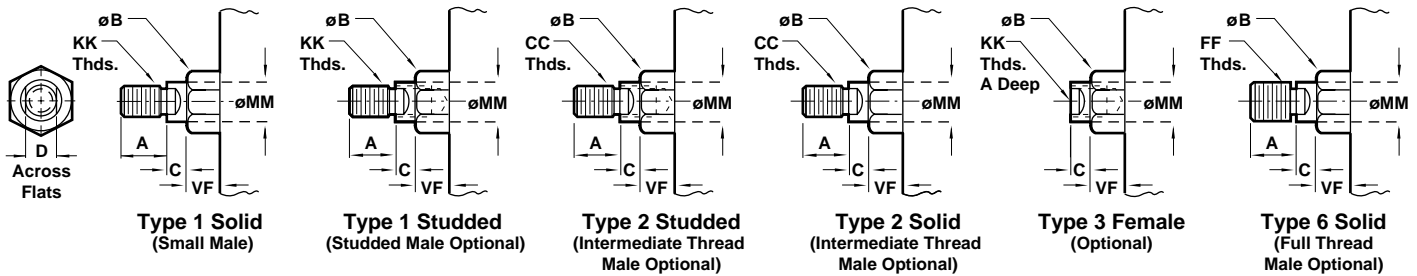 D
Across
Flats
øB
KK
Thds.
øMM
A
C
VF
Type 1 Solid
(Small Male)
øB
KK
Thds.
øMM
A
C
VF
Type 1 Studded
(Studded Male Optional)
øB
CC
Thds.
øMM
A
C
VF
Type 2 Studded
(Intermediate Thread
Male Optional)
øB
CC
Thds.
øMM
A
C
VF
Type 2 Solid
(Intermediate Thread
Male Optional)
øB
KK
Thds.
A Deep
øMM
C
VF
Type 3 Female
(Optional)
øB
FF
Thds.
øMM
A
C
VF
Type 6 Solid
(Full Thread
Male Optional)